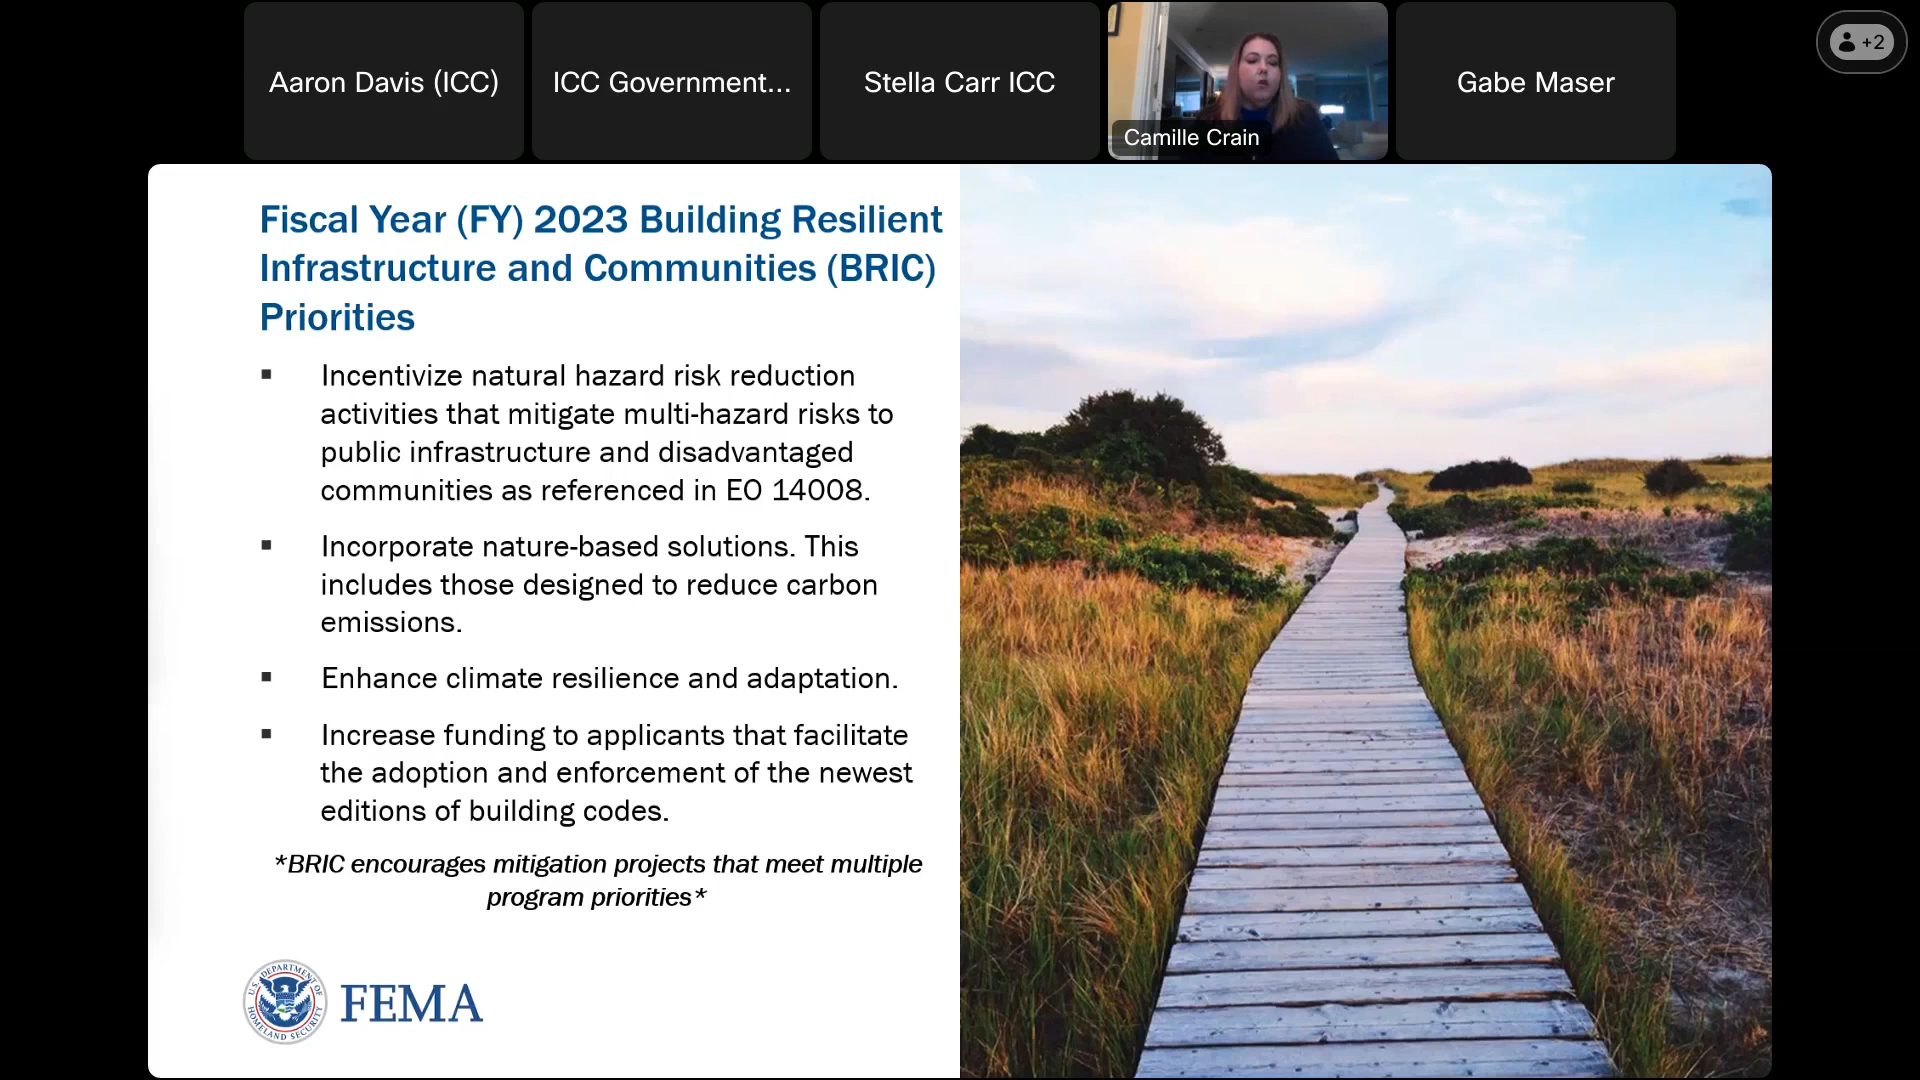 Aaron Davis (ICC)
ICC Government...
Stella Carr ICC
Camille Crain
Gabe Maser
+2
Fiscal Year (FY) 2023 Building Resilient
Infrastructure and Communities (BRIC)
Priorities
▪ Incentivize natural hazard risk reduction
activities that mitigate multi-hazard risks to
public infrastructure and disadvantaged
communities as referenced in EO 14008.
▪ Incorporate nature-based solutions. This
includes those designed to reduce carbon
emissions.
▪ Enhance climate resilience and adaptation.
▪ Increase funding to applicants that facilitate
the adoption and enforcement of the newest
editions of building codes.
*BRIC encourages mitigation projects that meet multiple
program priorities*
U.S. DEPARTMENT OF
HOMELAND SECURITY
FEMA